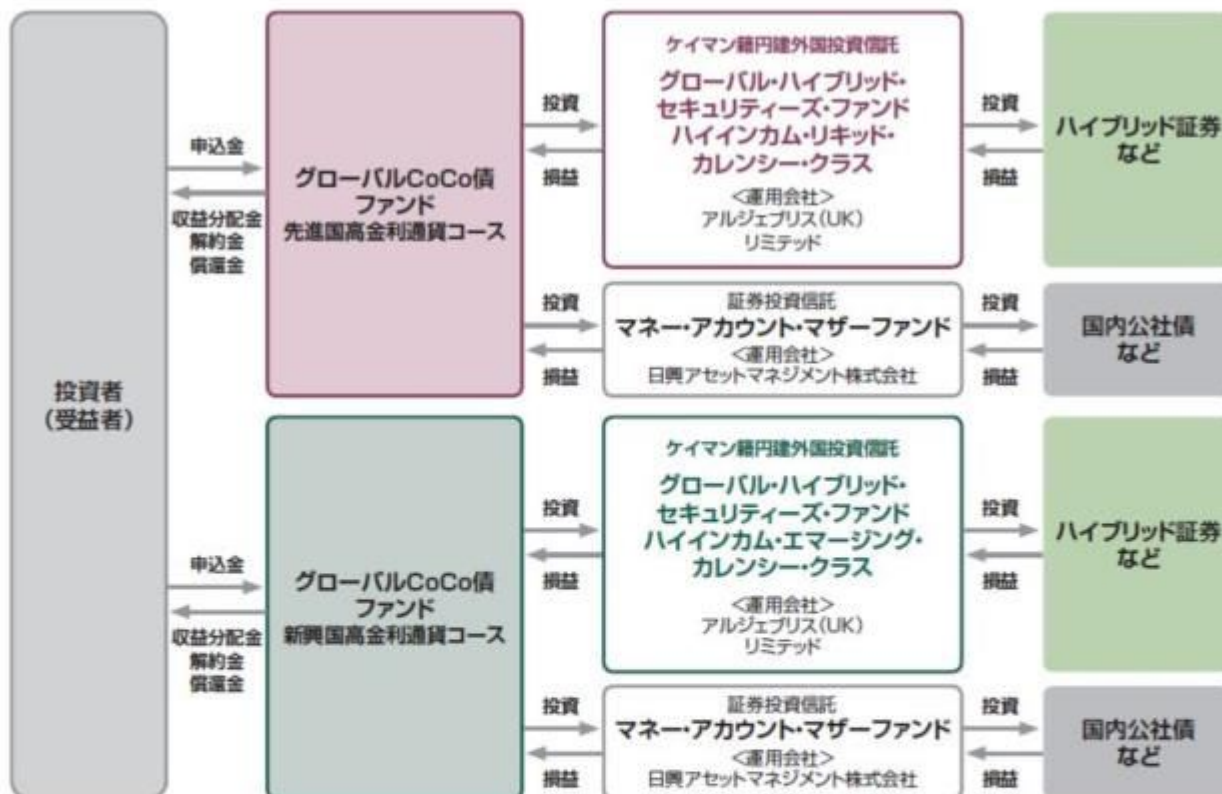 投資者
（受益者）
申込金
収益分配金
解約金
償還金
グローバルCoCo債
ファンド
先進国高金利通貨コース
投資
損益
ケイマン籍円建外国投資信託
グローバル・ハイブリッド・
セキュリティーズ・ファンド
ハイインカム・リキッド・
カレンシー・クラス
＜運用会社＞
アルジェブリス(UK)
リミテッド
投資
損益
ハイブリッド証券
など
投資
損益
証券投資信託
マネー・アカウント・マザーファンド
＜運用会社＞
日興アセットマネジメント株式会社
投資
損益
国内公社債
など
申込金
収益分配金
解約金
償還金
グローバルCoCo債
ファンド
新興国高金利通貨コース
投資
損益
ケイマン籍円建外国投資信託
グローバル・ハイブリッド・
セキュリティーズ・ファンド
ハイインカム・エマージング・
カレンシー・クラス
＜運用会社＞
アルジェブリス(UK)
リミテッド
投資
損益
ハイブリッド証券
など
投資
損益
証券投資信託
マネー・アカウント・マザーファンド
＜運用会社＞
日興アセットマネジメント株式会社
投資
損益
国内公社債
など